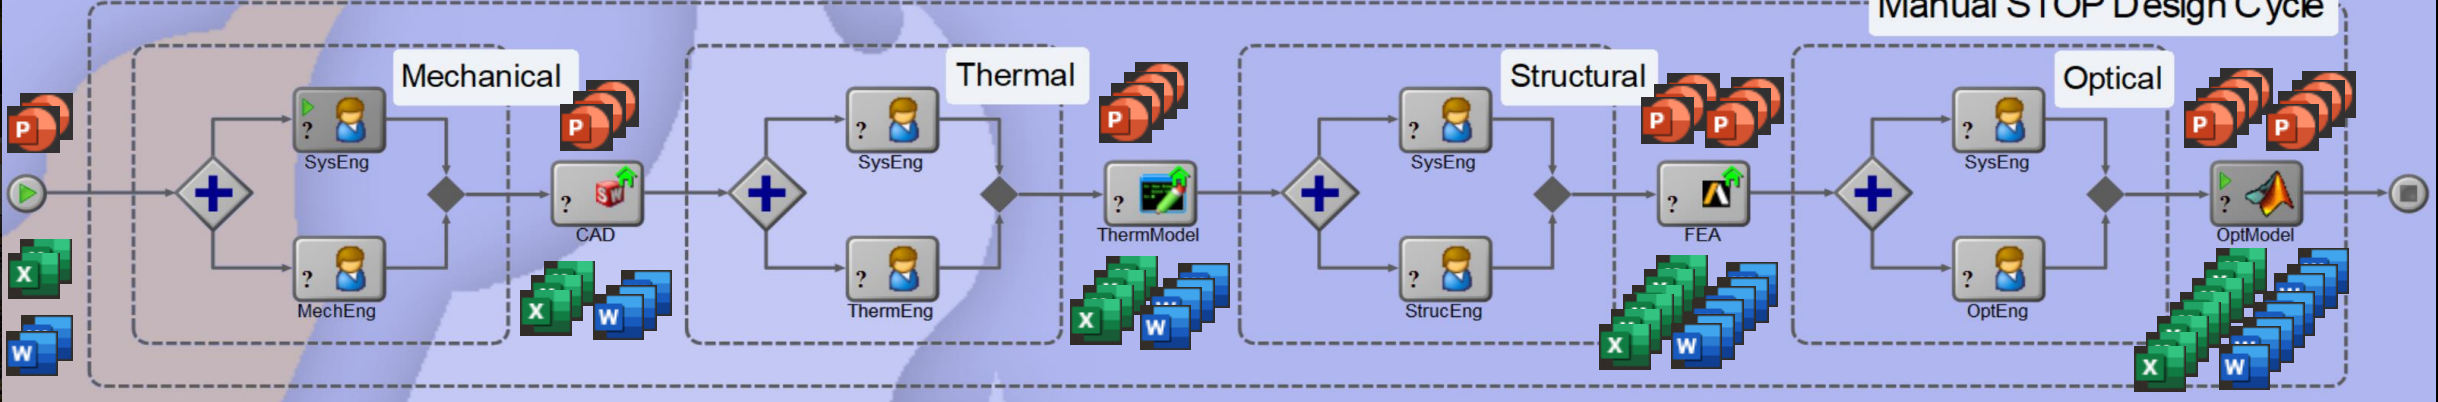 Manual STOP Design Cycle
Mechanical
Thermal
Structural
Optical
SysEng
SysEng
SysEng
SysEng
CAD
ThermModel
FEA
OptModel
MechEng
ThermEng
StrucEng
OptEng